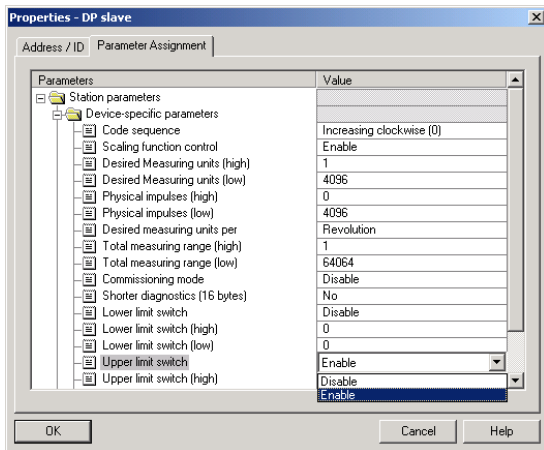 Properties - DP slave
Address / ID Parameter Assignment
Parameters Value
Station parameters
Device-specific parameters
Code sequence Increasing clockwise (0)
Scaling function control Enable
Desired Measuring units (high) 1
Desired Measuring units (low) 4096
Physical impulses (high) 0
Physical impulses (low) 4096
Desired measuring units per Revolution
Total measuring range (high) 1
Total measuring range (low) 64064
Commissioning mode Disable
Shorter diagnostics (16 bytes) No
Lower limit switch Disable
Lower limit switch (high) 0
Lower limit switch (low) 0
Upper limit switch Enable
Upper limit switch (high) Disable
Enable
OK Cancel Help